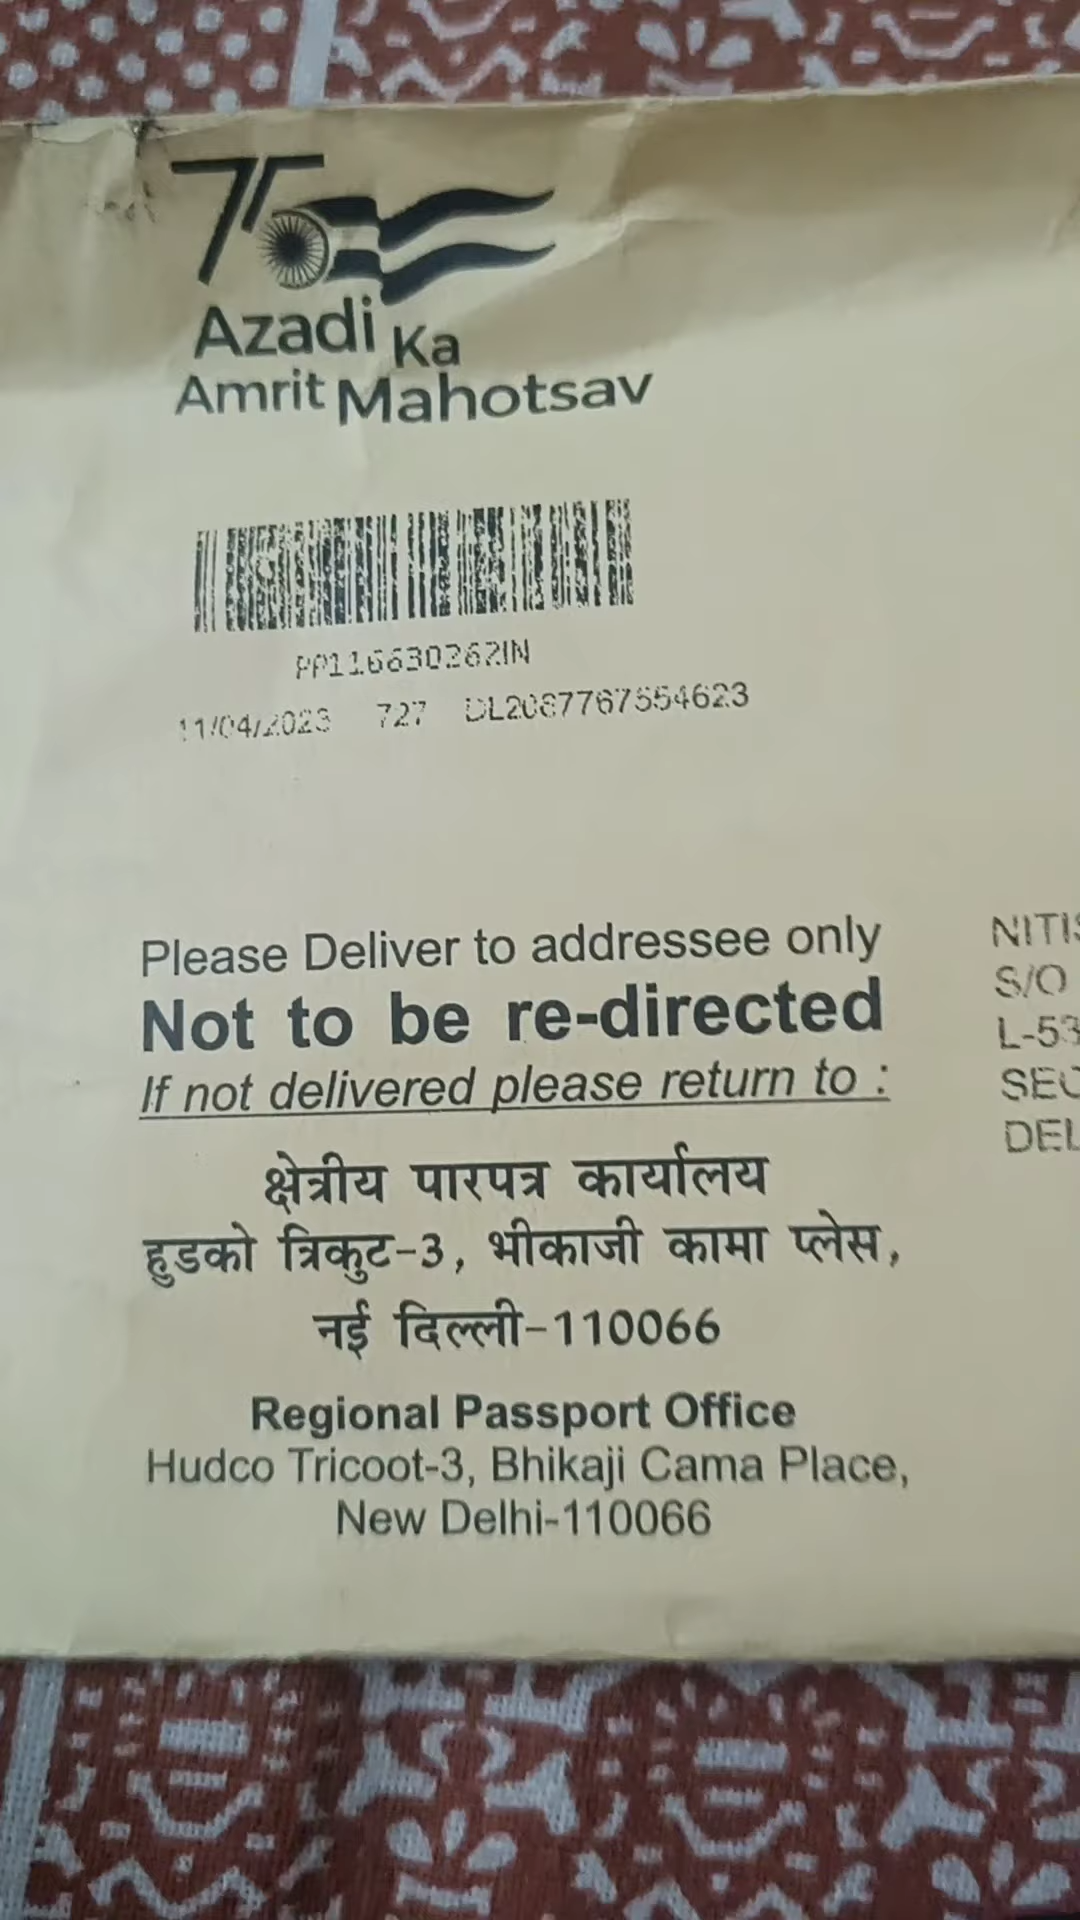 75
Azadi Ka
Amrit Mahotsav
PP116630262IN
11/04/2023 727 DL2087767554623
Please Deliver to addressee only
Not to be re-directed
If not delivered please return to :
क्षेत्रीय पारपत्र कार्यालय
हुडको त्रिकुट-3, भीकाजी कामा प्लेस,
नई दिल्ली-110066
Regional Passport Office
Hudco Tricoot-3, Bhikaji Cama Place,
New Delhi-110066
S/O